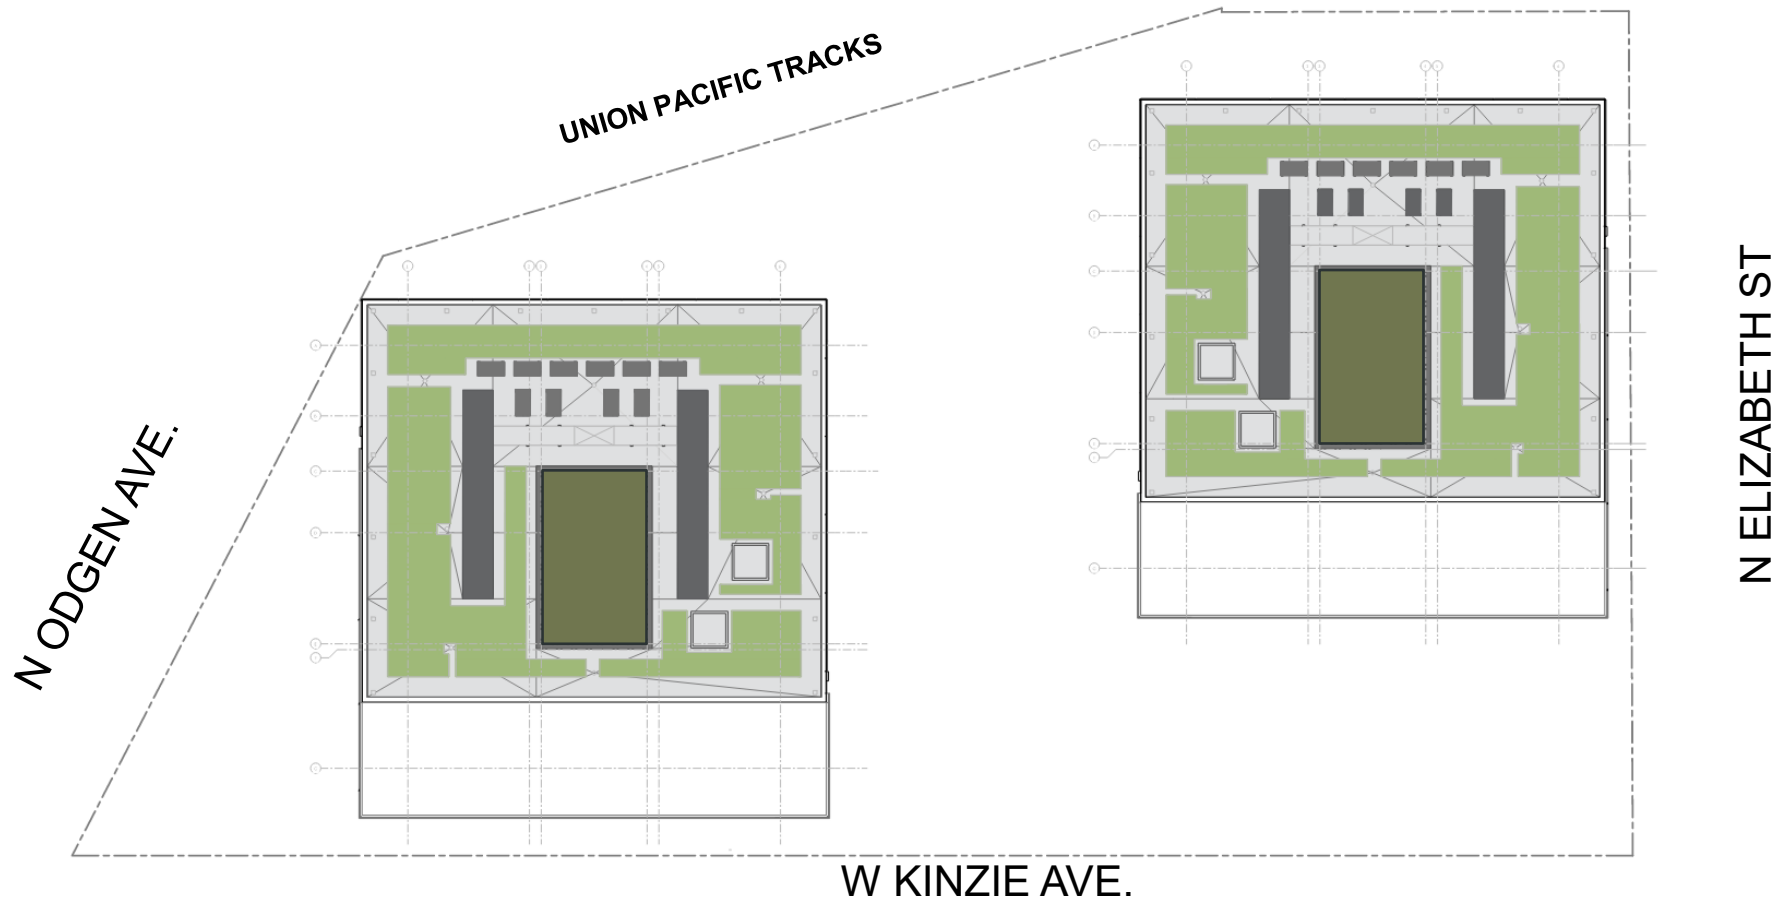 UNION PACIFIC TRACKS
N ELIZABETH ST
N ODGEN AVE.
W KINZIE AVE.